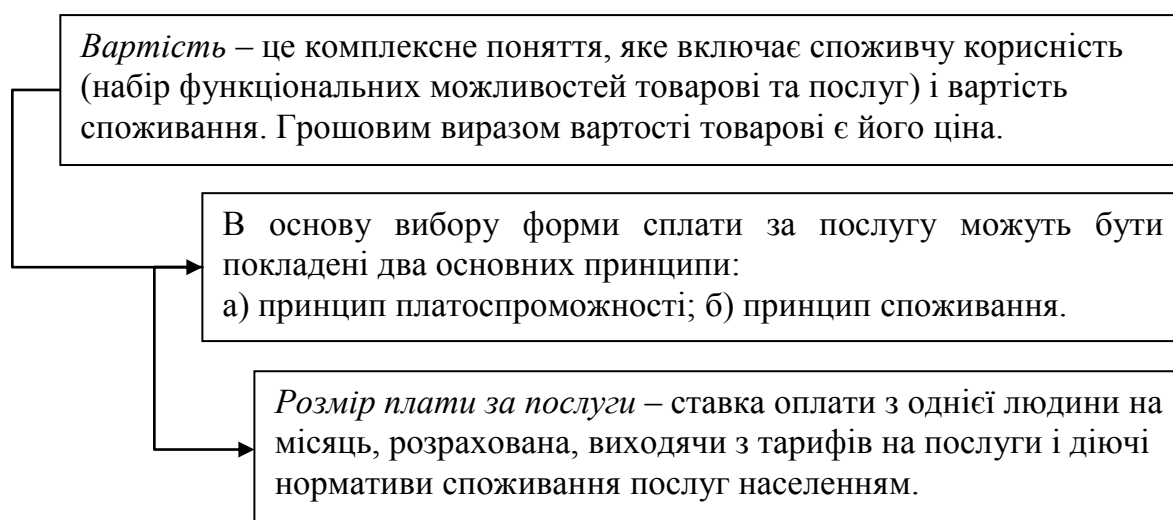 Вартість – це комплексне поняття, яке включає споживчу корисність
(набір функціональних можливостей товарові та послуг) і вартість
споживання. Грошовим виразом вартості товарові є його ціна.
В основу вибору форми сплати за послугу можуть бути
покладені два основних принципи:
а) принцип платоспроможності; б) принцип споживання.
Розмір плати за послуги – ставка оплати з однієї людини на
місяць, розрахована, виходячи з тарифів на послуги і діючі
нормативи споживання послуг населенням.